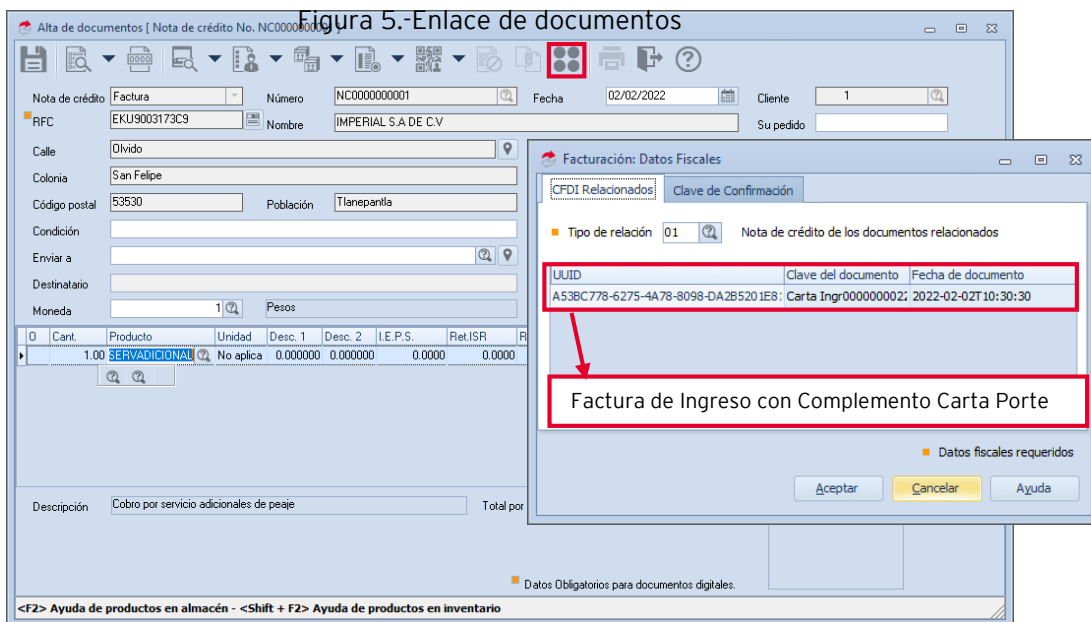 Figura 5.-Enlace de documentos
Alta de documentos [ Nota de crédito No. NC0000000001 ]
Nota de crédito Factura Número NC0000000001 Fecha 02/02/2022 Cliente 1
RFC EKU9003173C9 Nombre IMPERIAL S.A DE C.V Su pedido
Calle Olvido
Colonia San Felipe
Código postal 53530 Población Tlanepantla
Condición
Enviar a
Destinatario
Moneda 1 Pesos
O Cant. Producto Unidad Desc. 1 Desc. 2 I.E.P.S. Ret.ISR R
1.00 SERVADICIONAL No aplica 0.000000 0.000000 0.0000 0.0000
Descripción Cobro por servicio adicionales de peaje Total por
Datos Obligatorios para documentos digitales.
<F2> Ayuda de productos en almacén - <Shift + F2> Ayuda de productos en inventario
Facturación: Datos Fiscales
CFDI Relacionados Clave de Confirmación
Tipo de relación 01 Nota de crédito de los documentos relacionados
UUID Clave del documento Fecha de documento
A53BC778-6275-4A78-8098-DA2B5201E81 Carta Ingr0000000022 2022-02-02T10:30:30
Factura de Ingreso con Complemento Carta Porte
Datos fiscales requeridos
Aceptar Cancelar Ayuda